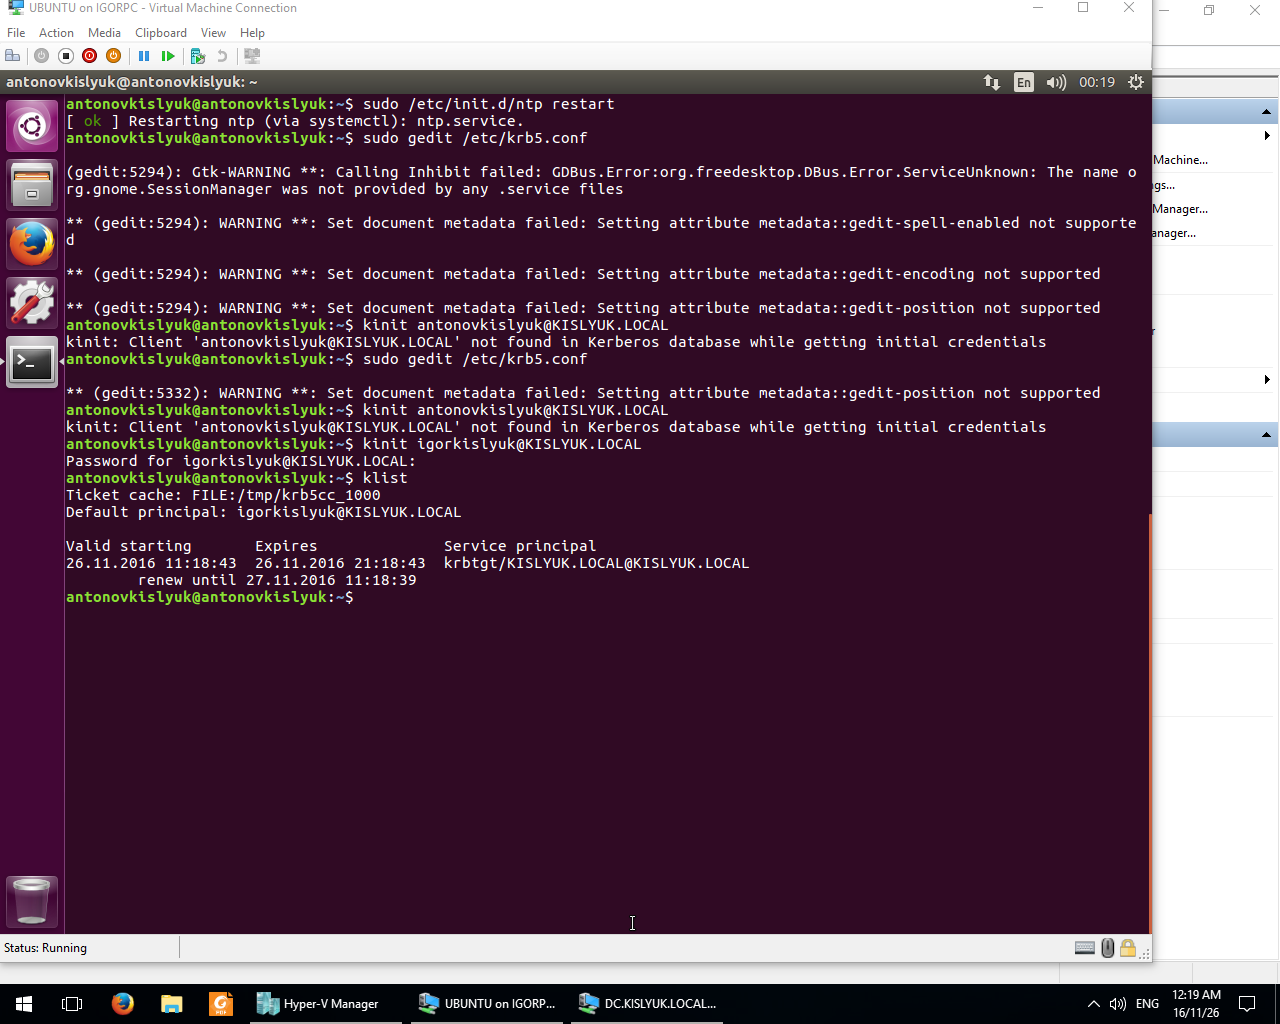 UBUNTU on IGORPC - Virtual Machine Connection
File Action Media Clipboard View Help
antonovkislyuk@antonovkislyuk: ~
En 00:19
antonovkislyuk@antonovkislyuk:~$ sudo /etc/init.d/ntp restart
[ ok ] Restarting ntp (via systemctl): ntp.service.
antonovkislyuk@antonovkislyuk:~$ sudo gedit /etc/krb5.conf
(gedit:5294): Gtk-WARNING **: Calling Inhibit failed: GDBus.Error:org.freedesktop.DBus.Error.ServiceUnknown: The name o
rg.gnome.SessionManager was not provided by any .service files
** (gedit:5294): WARNING **: Set document metadata failed: Setting attribute metadata::gedit-spell-enabled not supporte
d
** (gedit:5294): WARNING **: Set document metadata failed: Setting attribute metadata::gedit-encoding not supported
** (gedit:5294): WARNING **: Set document metadata failed: Setting attribute metadata::gedit-position not supported
antonovkislyuk@antonovkislyuk:~$ kinit antonovkislyuk@KISLYUK.LOCAL
kinit: Client 'antonovkislyuk@KISLYUK.LOCAL' not found in Kerberos database while getting initial credentials
antonovkislyuk@antonovkislyuk:~$ sudo gedit /etc/krb5.conf
** (gedit:5332): WARNING **: Set document metadata failed: Setting attribute metadata::gedit-position not supported
antonovkislyuk@antonovkislyuk:~$ kinit antonovkislyuk@KISLYUK.LOCAL
kinit: Client 'antonovkislyuk@KISLYUK.LOCAL' not found in Kerberos database while getting initial credentials
antonovkislyuk@antonovkislyuk:~$ kinit igorkislyuk@KISLYUK.LOCAL
Password for igorkislyuk@KISLYUK.LOCAL:
antonovkislyuk@antonovkislyuk:~$ klist
Ticket cache: FILE:/tmp/krb5cc_1000
Default principal: igorkislyuk@KISLYUK.LOCAL
Valid starting Expires Service principal
26.11.2016 11:18:43 26.11.2016 21:18:43 krbtgt/KISLYUK.LOCAL@KISLYUK.LOCAL
renew until 27.11.2016 11:18:39
antonovkislyuk@antonovkislyuk:~$
Machine...
gs...
Manager...
anager...
r
Status: Running
Hyper-V Manager
UBUNTU on IGORP...
DC.KISLYUK.LOCAL...
ENG
12:19 AM
16/11/26